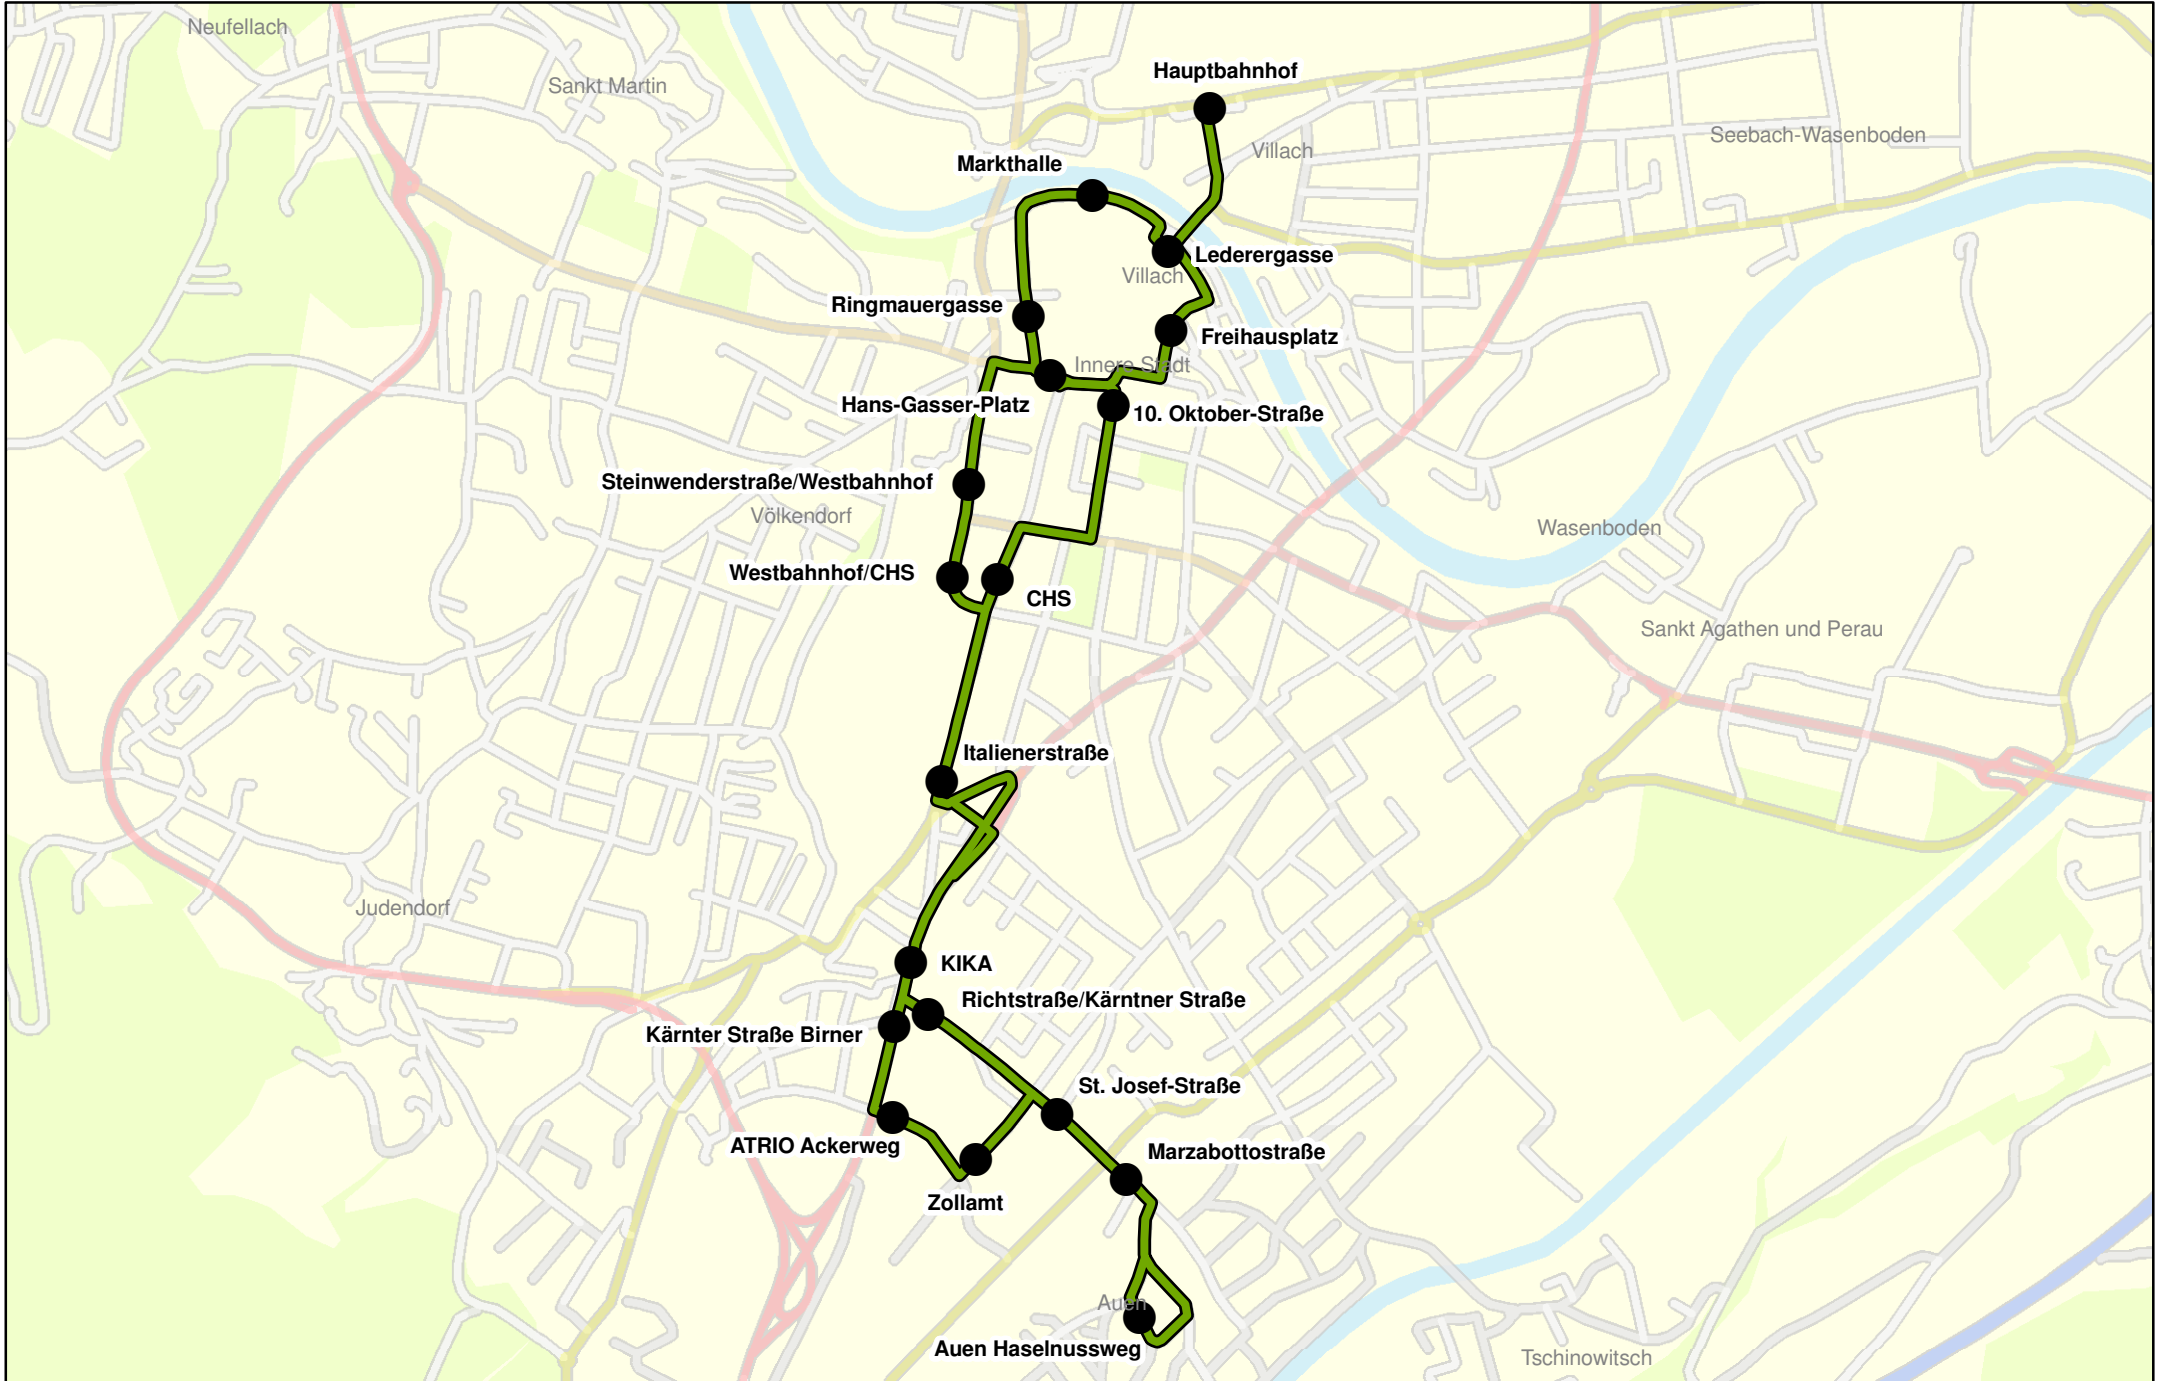 Neufellach
Sankt Martin
Hauptbahnhof
Seebach-Wasenboden
Villach
Markthalle
Lederergasse
Villach
Ringmauergasse
Freihausplatz
Innere Stadt
Hans-Gasser-Platz
10. Oktober-Straße
Steinwenderstraße/Westbahnhof
Völkendorf
Wasenboden
Westbahnhof/CHS
CHS
Sankt Agathen und Perau
Italienerstraße
Judendorf
KIKA
Richtstraße/Kärntner Straße
Kärnter Straße Birner
St. Josef-Straße
ATRIO Ackerweg
Marzabottostraße
Zollamt
Auen
Auen Haselnussweg
Tschinowitsch